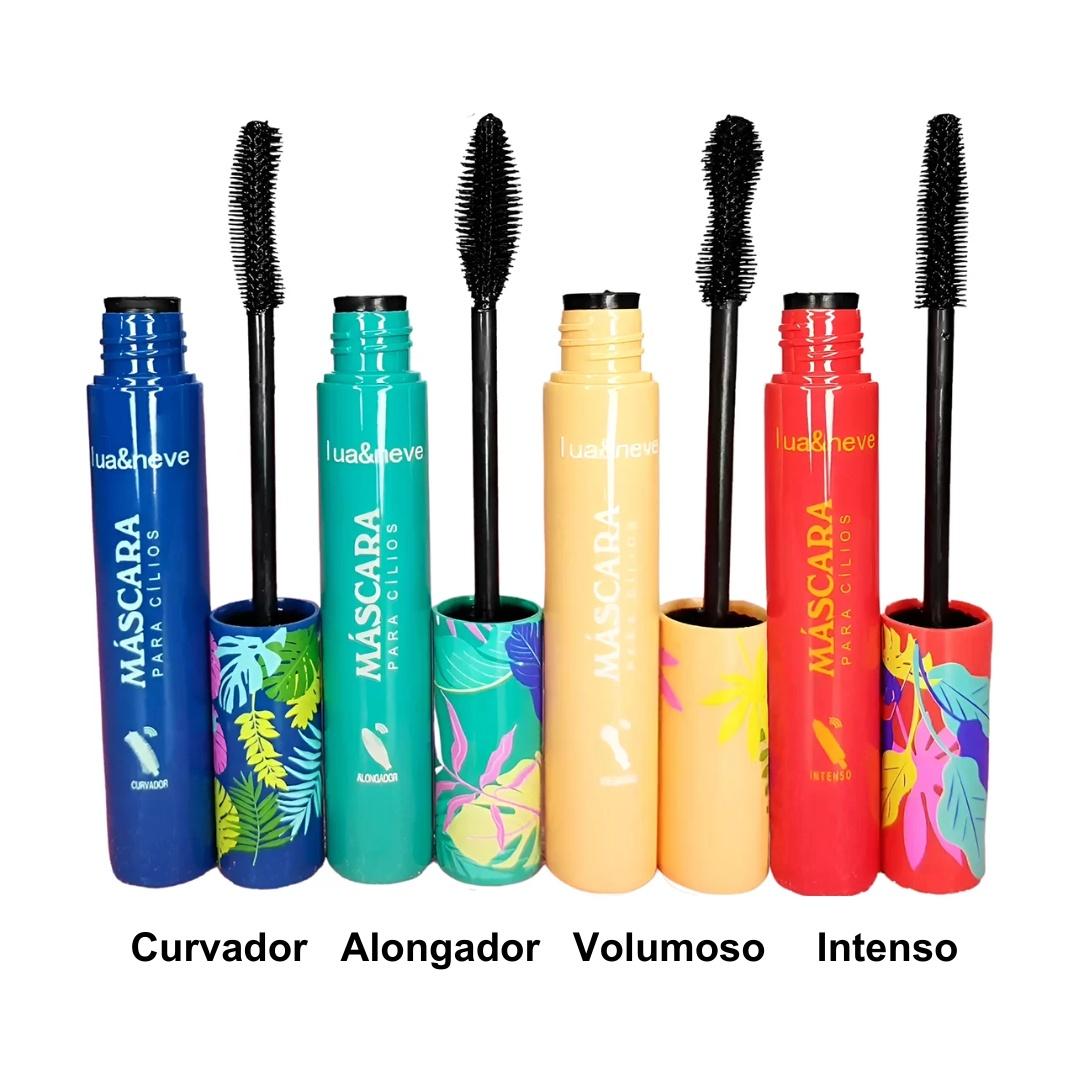 lua&neve
MÁSCARA
PARA CÍLIOS
CURVADOR
lua&neve
MÁSCARA
PARA CÍLIOS
ALONGADOR
lua&neve
MÁSCARA
PARA CÍLIOS
lua&neve
MÁSCARA
PARA CÍLIOS
INTENSO
Curvador Alongador Volumoso Intenso